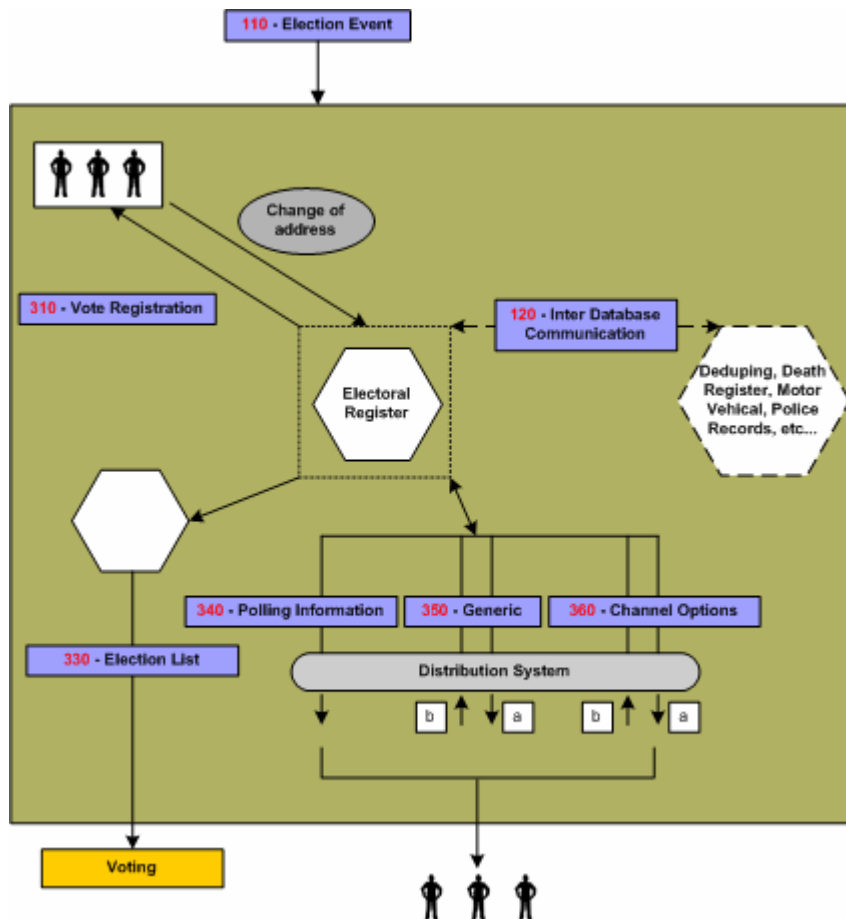 110 - Election Event
Change of
address
310 - Vote Registration
120 - Inter Database
Communication
Electoral
Register
Deduping, Death
Register, Motor
Vehical, Police
Records, etc...
340 - Polling Information
350 - Generic
360 - Channel Options
330 - Election List
Distribution System
b
a
b
a
Voting